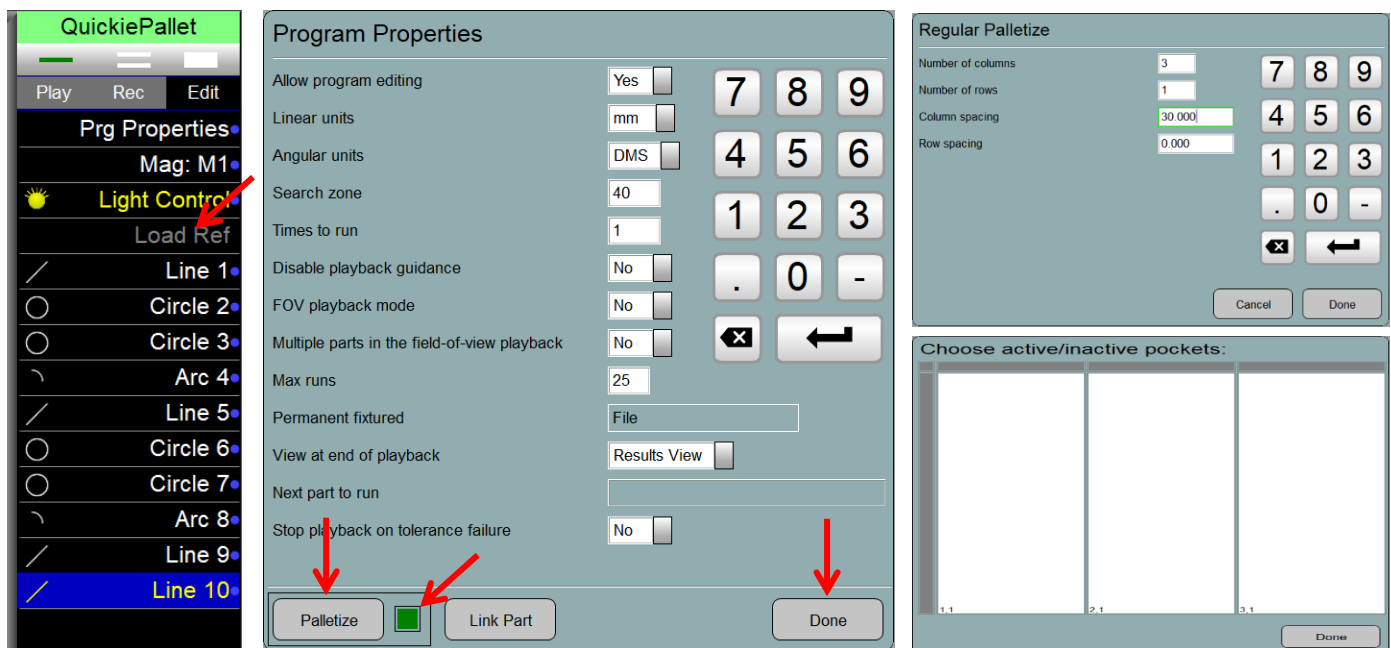 QuickiePallet
Play Rec Edit
Prg Properties
Mag: M1
Light Control
Load Ref
Line 1
Circle 2
Circle 3
Arc 4
Line 5
Circle 6
Circle 7
Arc 8
Line 9
Line 10
Program Properties
Allow program editing Yes
Linear units mm
Angular units DMS
Search zone 40
Times to run 1
Disable playback guidance No
FOV playback mode No
Multiple parts in the field-of-view playback No
Max runs 25
Permanent fixtured File
View at end of playback Results View
Next part to run
Stop playback on tolerance failure No
7 8 9
4 5 6
1 2 3
. 0 -
Palletize Link Part Done
Regular Palletize
Number of columns 3
Number of rows 1
Column spacing 30.000
Row spacing 0.000
7 8 9
4 5 6
1 2 3
. 0 -
Cancel Done
Choose active/inactive pockets:
1,1 2,1 3,1
Done